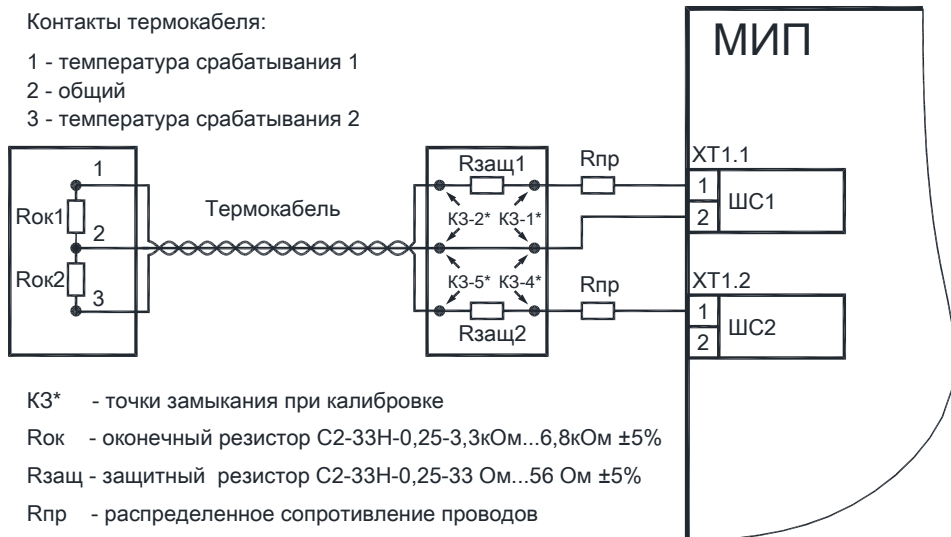 Контакты термокабеля:
1 - температура срабатывания 1
2 - общий
3 - температура срабатывания 2
МИП
1
Rок1
2
Rок2
3
Термокабель
Rзащ1
КЗ-2* КЗ-1*
КЗ-5* КЗ-4*
Rзащ2
Rпр
Rпр
ХТ1.1
1
2
ШС1
ХТ1.2
1
2
ШС2
КЗ* - точки замыкания при калибровке
Rок - оконечный резистор С2-33Н-0,25-3,3кОм...6,8кОм ±5%
Rзащ - защитный резистор С2-33Н-0,25-33 Ом...56 Ом ±5%
Rпр - распределенное сопротивление проводов